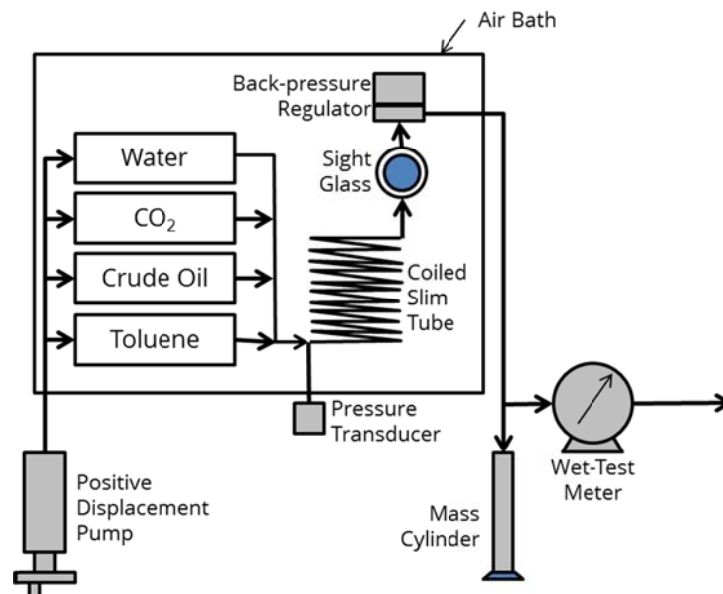 Air Bath
Back-pressure
Regulator
Water
Sight
Glass
CO₂
Crude Oil
Coiled
Slim
Tube
Toluene
Pressure
Transducer
Positive
Displacement
Pump
Wet-Test
Meter
Mass
Cylinder